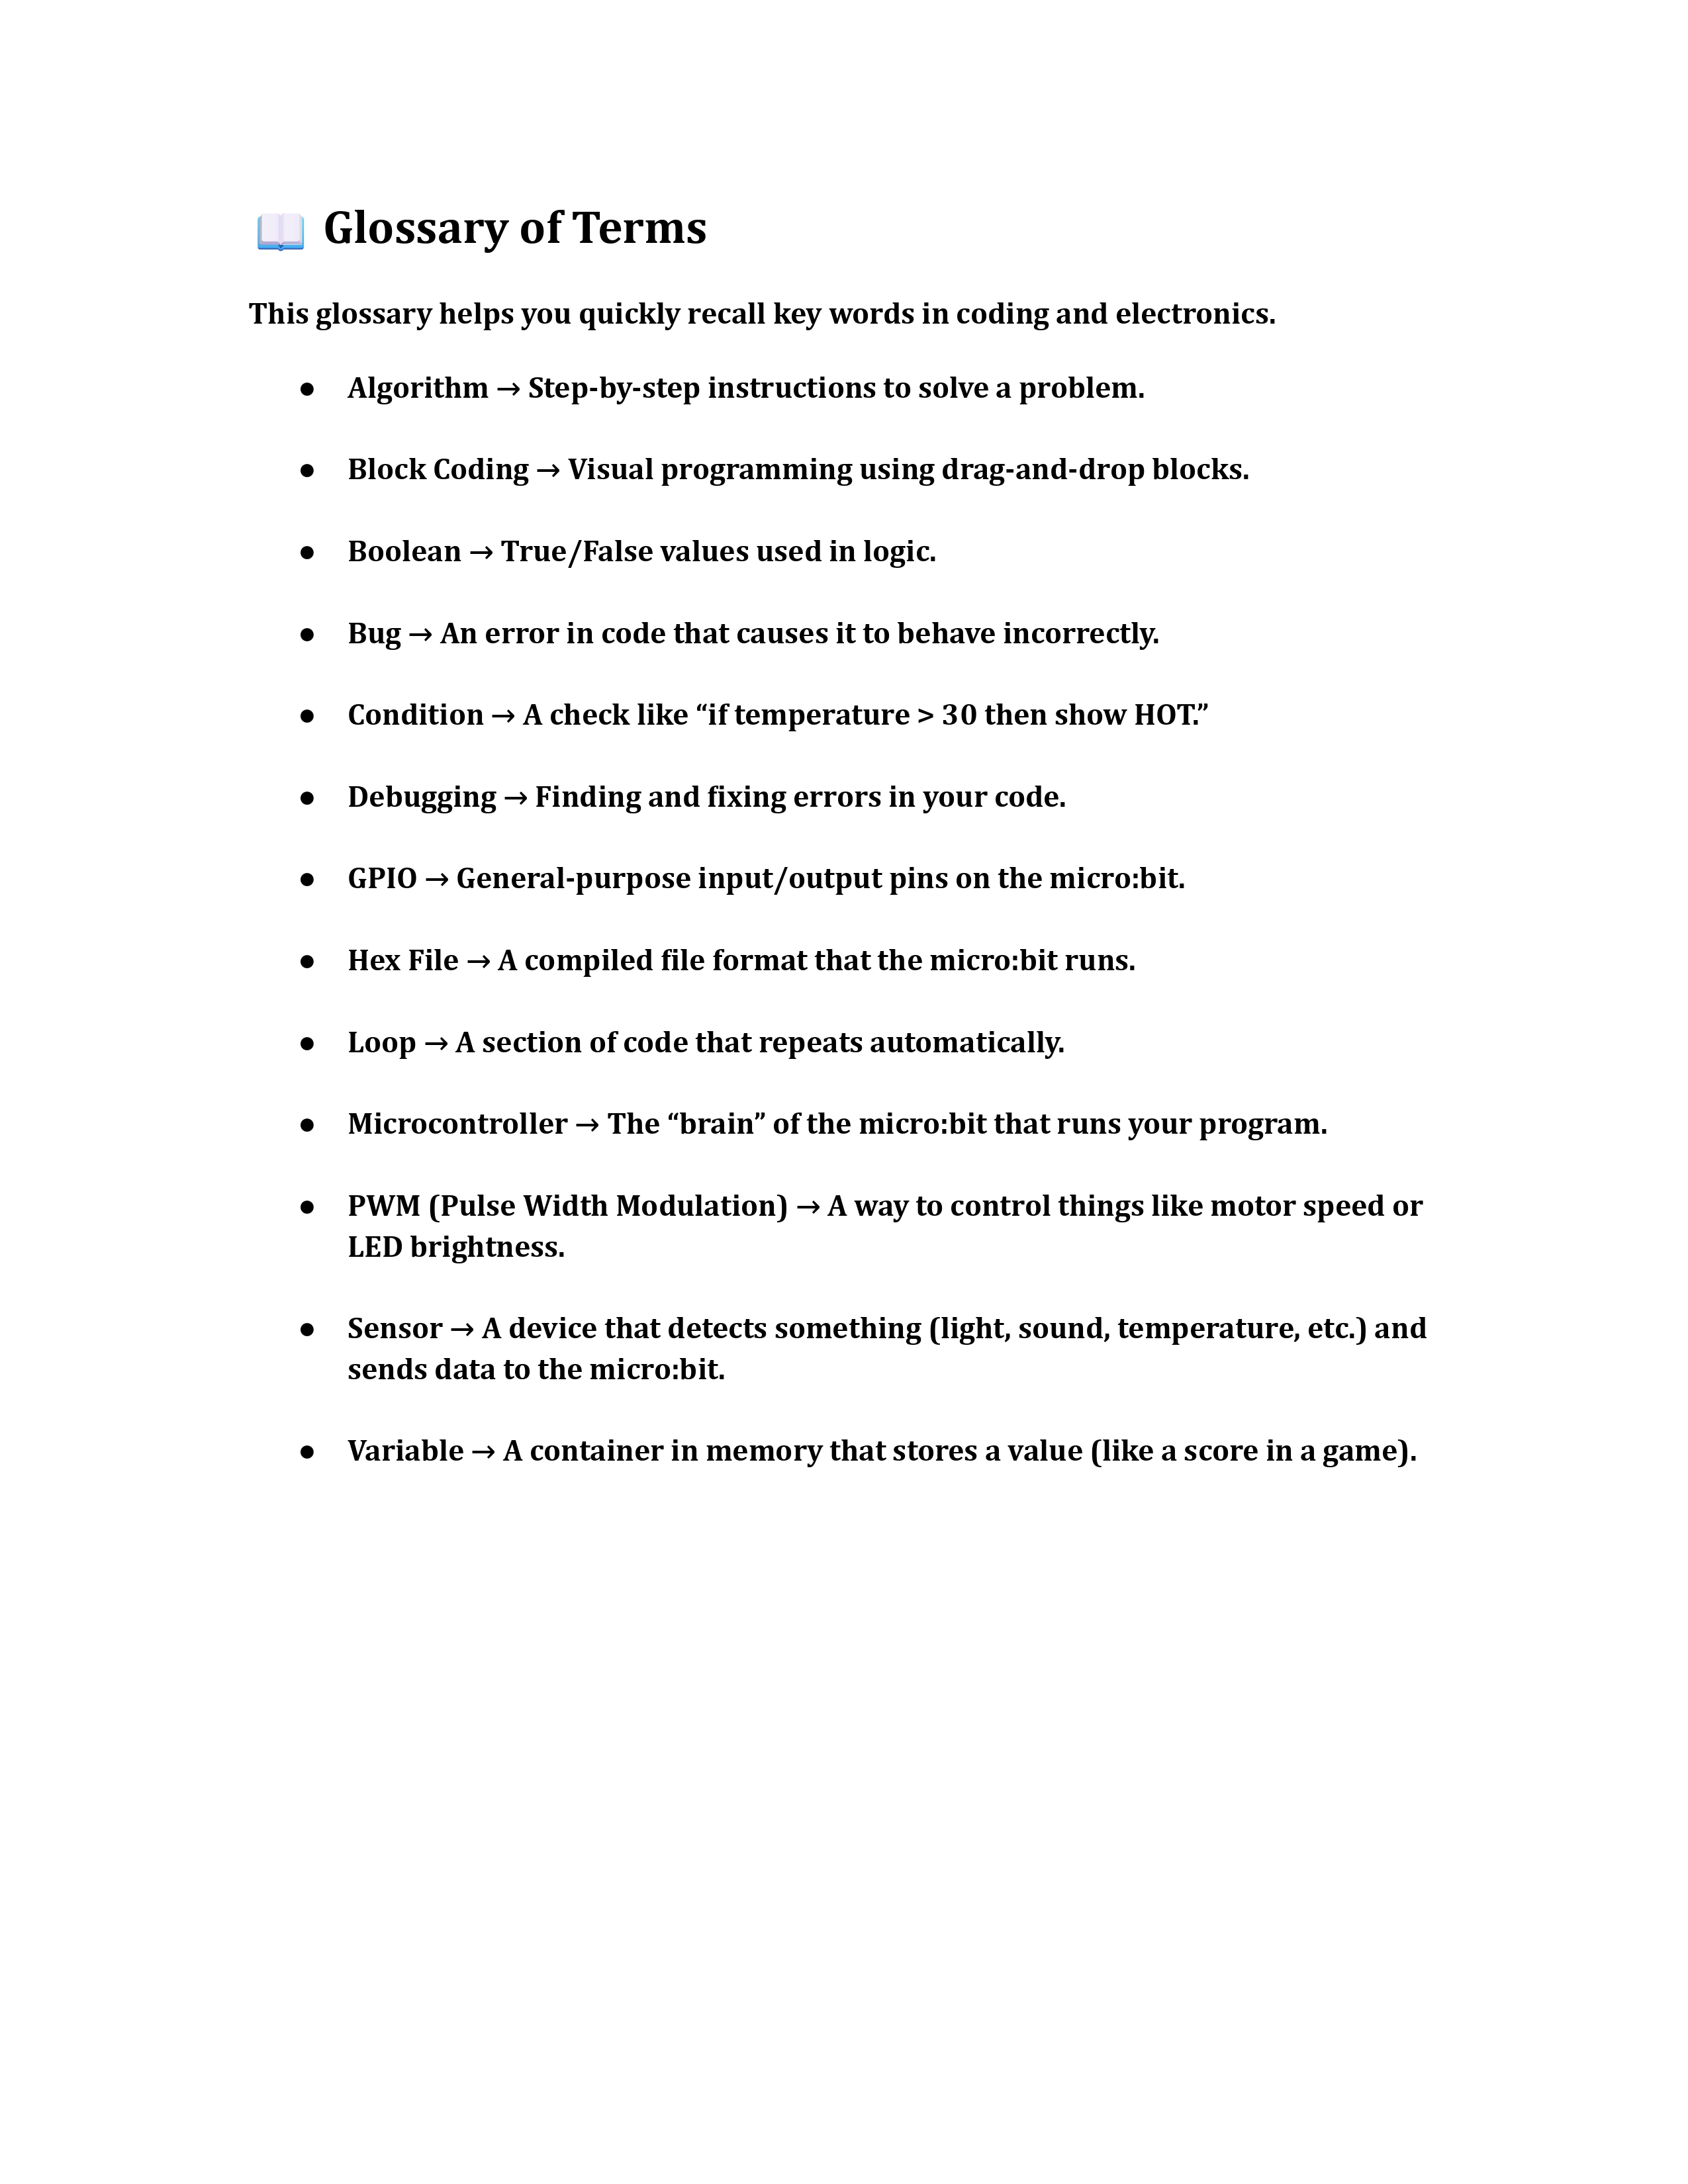 📖 Glossary of Terms
This glossary helps you quickly recall key words in coding and electronics.
● Algorithm → Step-by-step instructions to solve a problem.
● Block Coding → Visual programming using drag-and-drop blocks.
● Boolean → True/False values used in logic.
● Bug → An error in code that causes it to behave incorrectly.
● Condition → A check like “if temperature > 30 then show HOT.”
● Debugging → Finding and fixing errors in your code.
● GPIO → General-purpose input/output pins on the micro:bit.
● Hex File → A compiled file format that the micro:bit runs.
● Loop → A section of code that repeats automatically.
● Microcontroller → The “brain” of the micro:bit that runs your program.
● PWM (Pulse Width Modulation) → A way to control things like motor speed or
LED brightness.
● Sensor → A device that detects something (light, sound, temperature, etc.) and
sends data to the micro:bit.
● Variable → A container in memory that stores a value (like a score in a game).